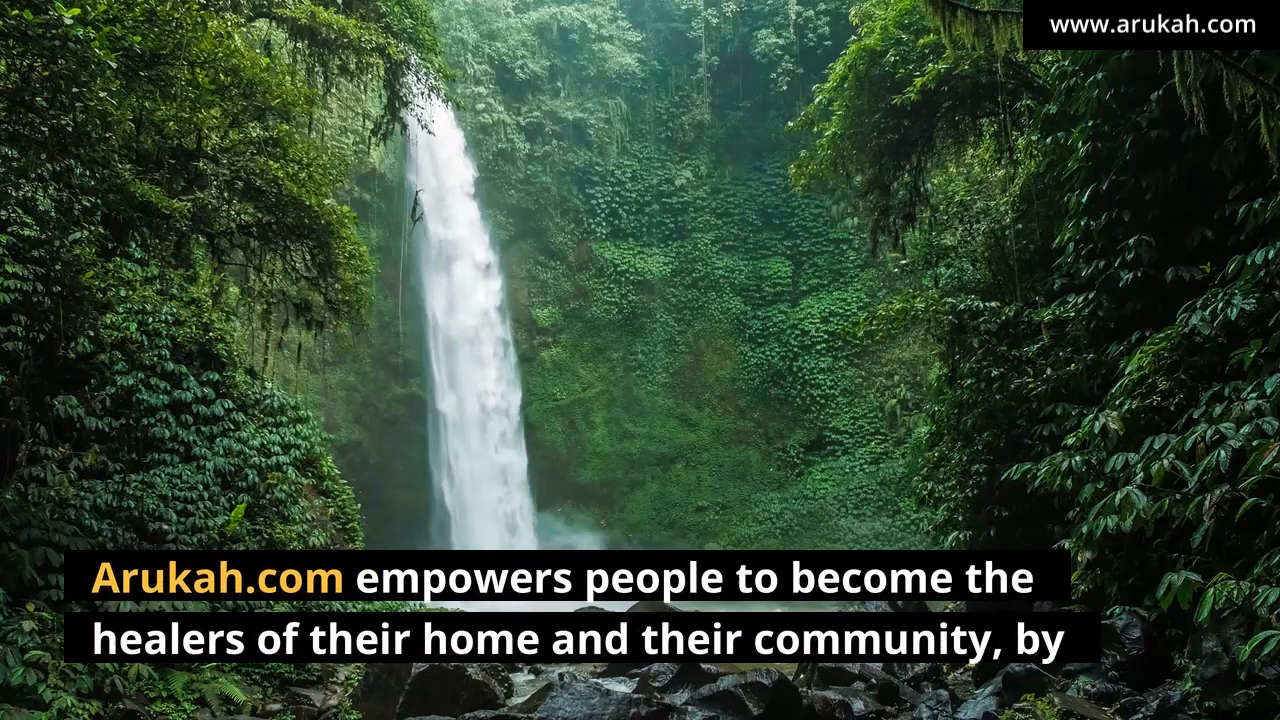 www.arukah.com
Arukah.com empowers people to become the
healers of their home and their community, by